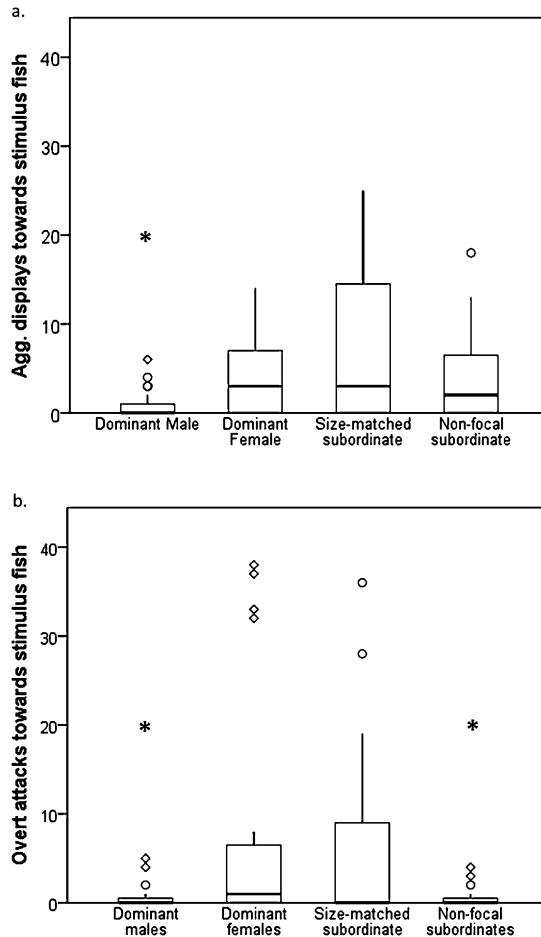 a.
Agg. displays towards stimulus fish
40
30
20
10
0
*
Dominant Male
Dominant
Female
Size-matched
subordinate
Non-focal
subordinate
b.
Overt attacks towards stimulus fish
40
30
20
10
0
*
*
Dominant
males
Dominant
females
Size-matched
subordinate
Non-focal
subordinates